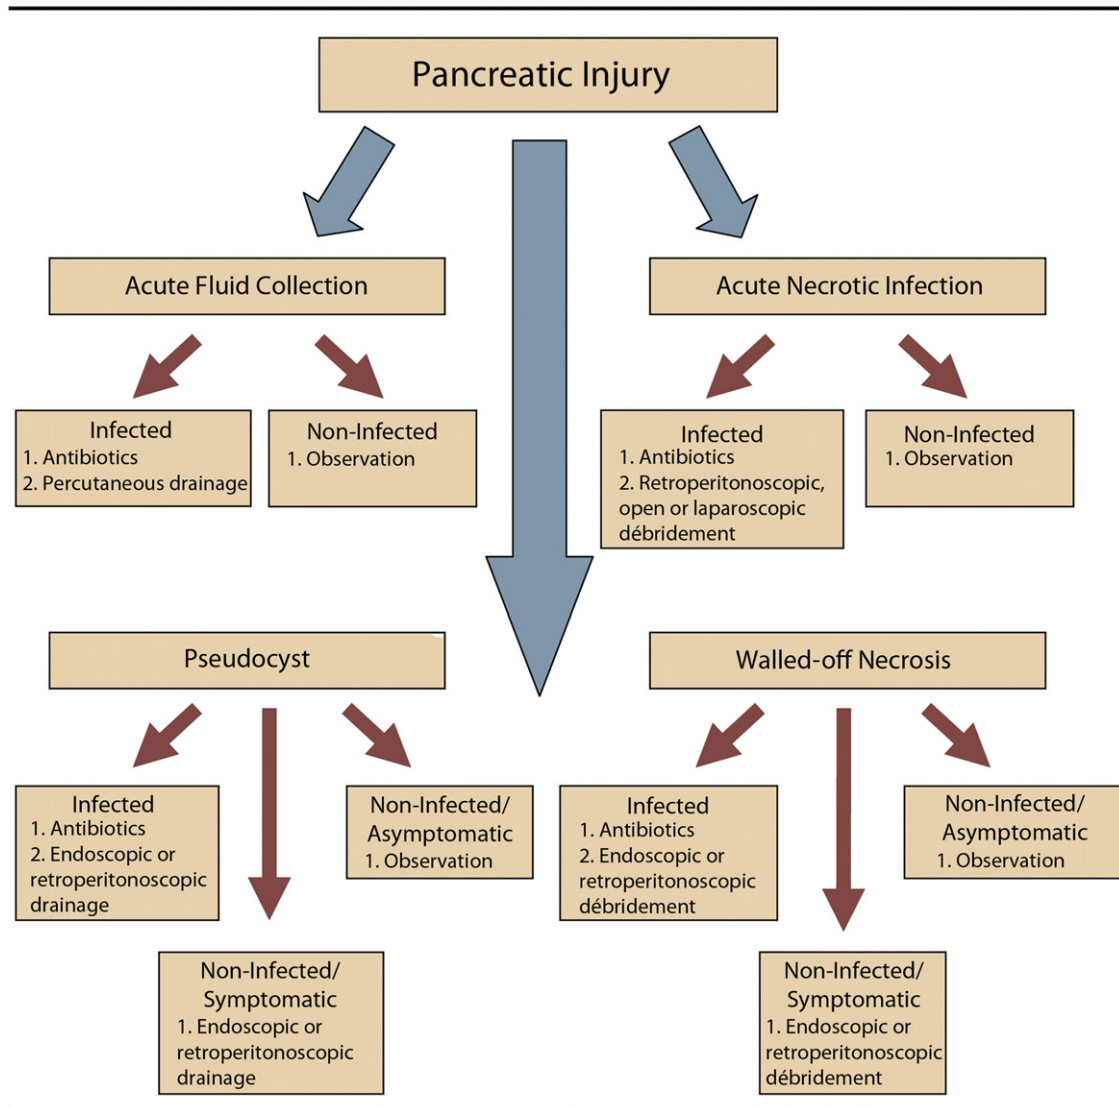 Pancreatic Injury
Acute Fluid Collection
Infected
1. Antibiotics
2. Percutaneous drainage
Non-Infected
1. Observation
Acute Necrotic Infection
Infected
1. Antibiotics
2. Retroperitonoscopic,
open or laparoscopic
débridement
Non-Infected
1. Observation
Pseudocyst
Infected
1. Antibiotics
2. Endoscopic or
retroperitonoscopic
drainage
Non-Infected/
Symptomatic
1. Endoscopic or
retroperitonoscopic
drainage
Non-Infected/
Asymptomatic
1. Observation
Walled-off Necrosis
Infected
1. Antibiotics
2. Endoscopic or
retroperitonoscopic
débridement
Non-Infected/
Symptomatic
1. Endoscopic or
retroperitonoscopic
débridement
Non-Infected/
Asymptomatic
1. Observation